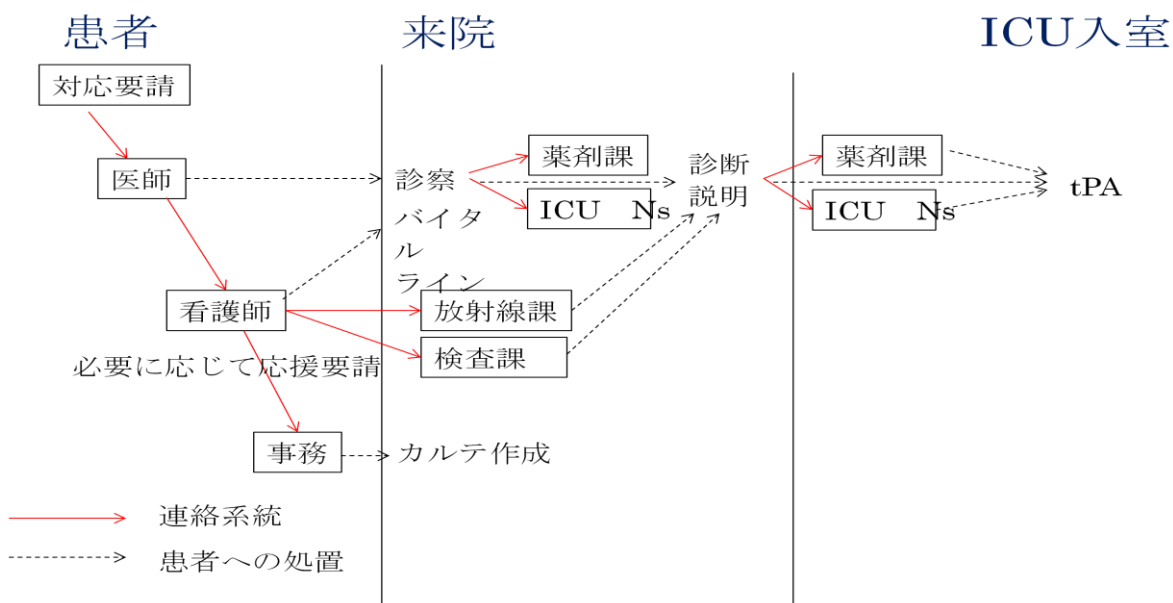 患者
来院
ICU入室
対応要請
医師
診察
薬剤課
ICU　Ns
診断
説明
薬剤課
ICU　Ns
tPA
バイタ
ル
ライン
看護師
放射線課
検査課
必要に応じて応援要請
事務
カルテ作成
連絡系統
患者への処置